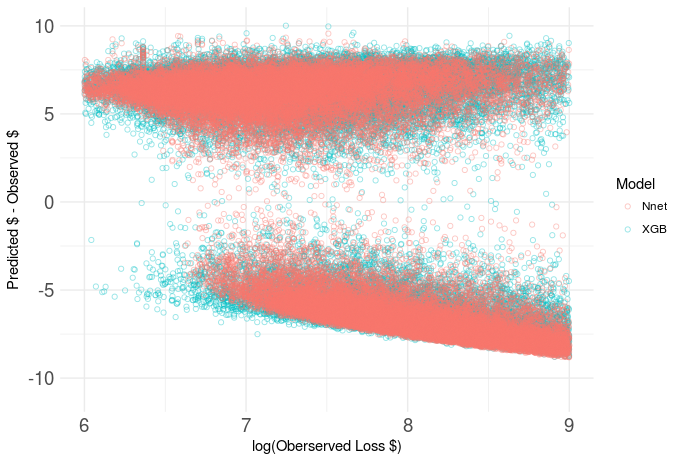 10
5
0
-5
-10
Predicted $ - Observed $
6 7 8 9
log(Oberserved Loss $)
Model
Nnet
XGB